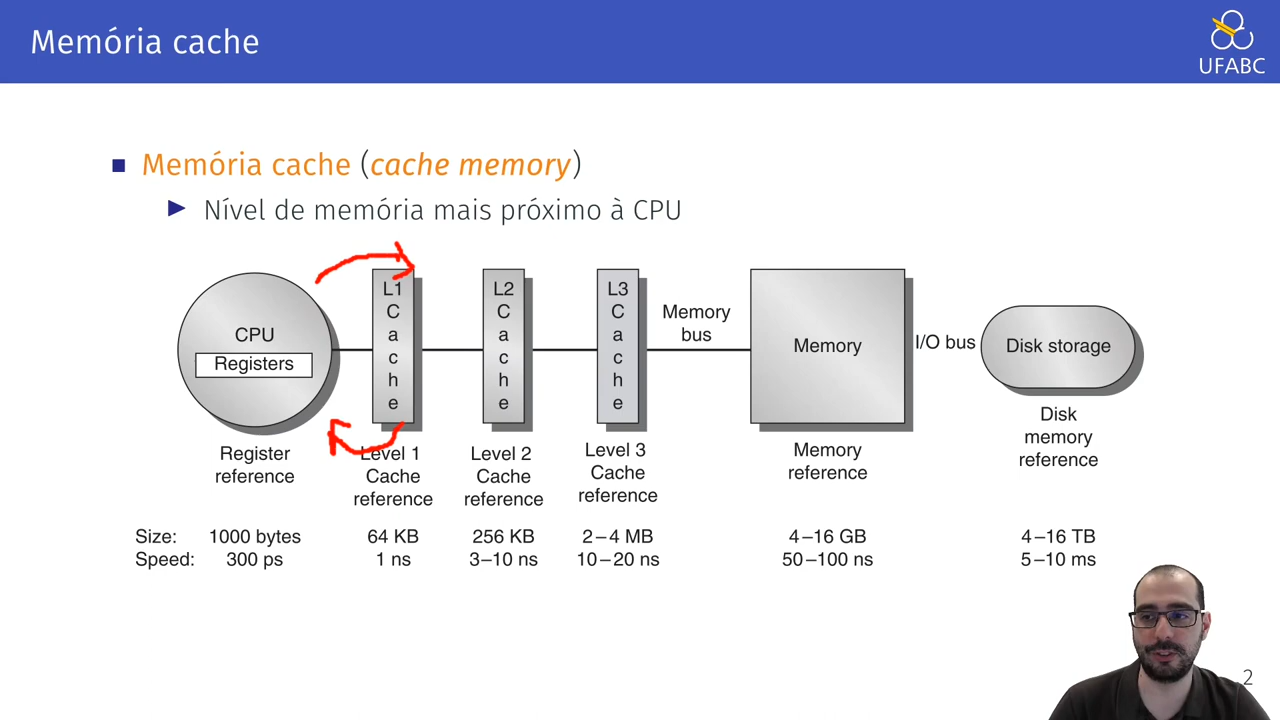 Memória cache
UFABC
Memória cache (cache memory)
Nível de memória mais próximo à CPU
CPU
Registers
L1
Cache
L2
Cache
L3
Cache
Memory
bus
Memory
I/O bus
Disk storage
Register
reference
Level 1
Cache
reference
Level 2
Cache
reference
Level 3
Cache
reference
Memory
reference
Disk
memory
reference
Size: 1000 bytes 64 KB 256 KB 2–4 MB 4–16 GB 4–16 TB
Speed: 300 ps 1 ns 3–10 ns 10–20 ns 50–100 ns 5–10 ms
2